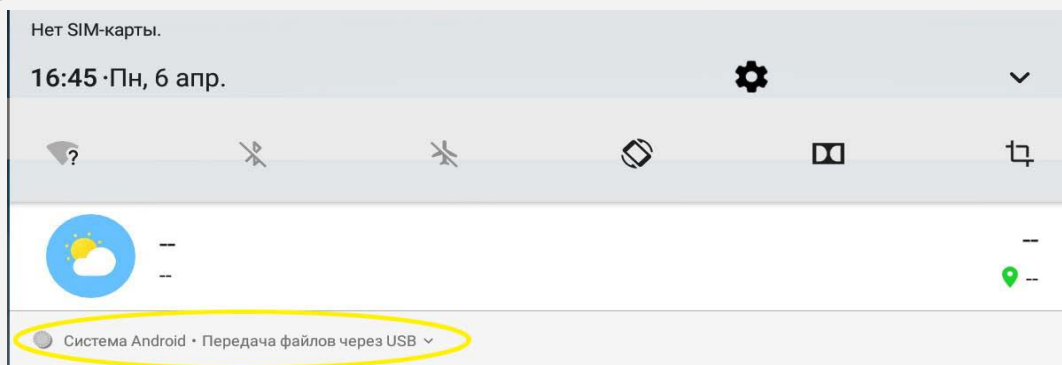 Нет SIM-карты.
16:45 ·Пн, 6 апр.
?
--
--
--
--
Система Android • Передача файлов через USB